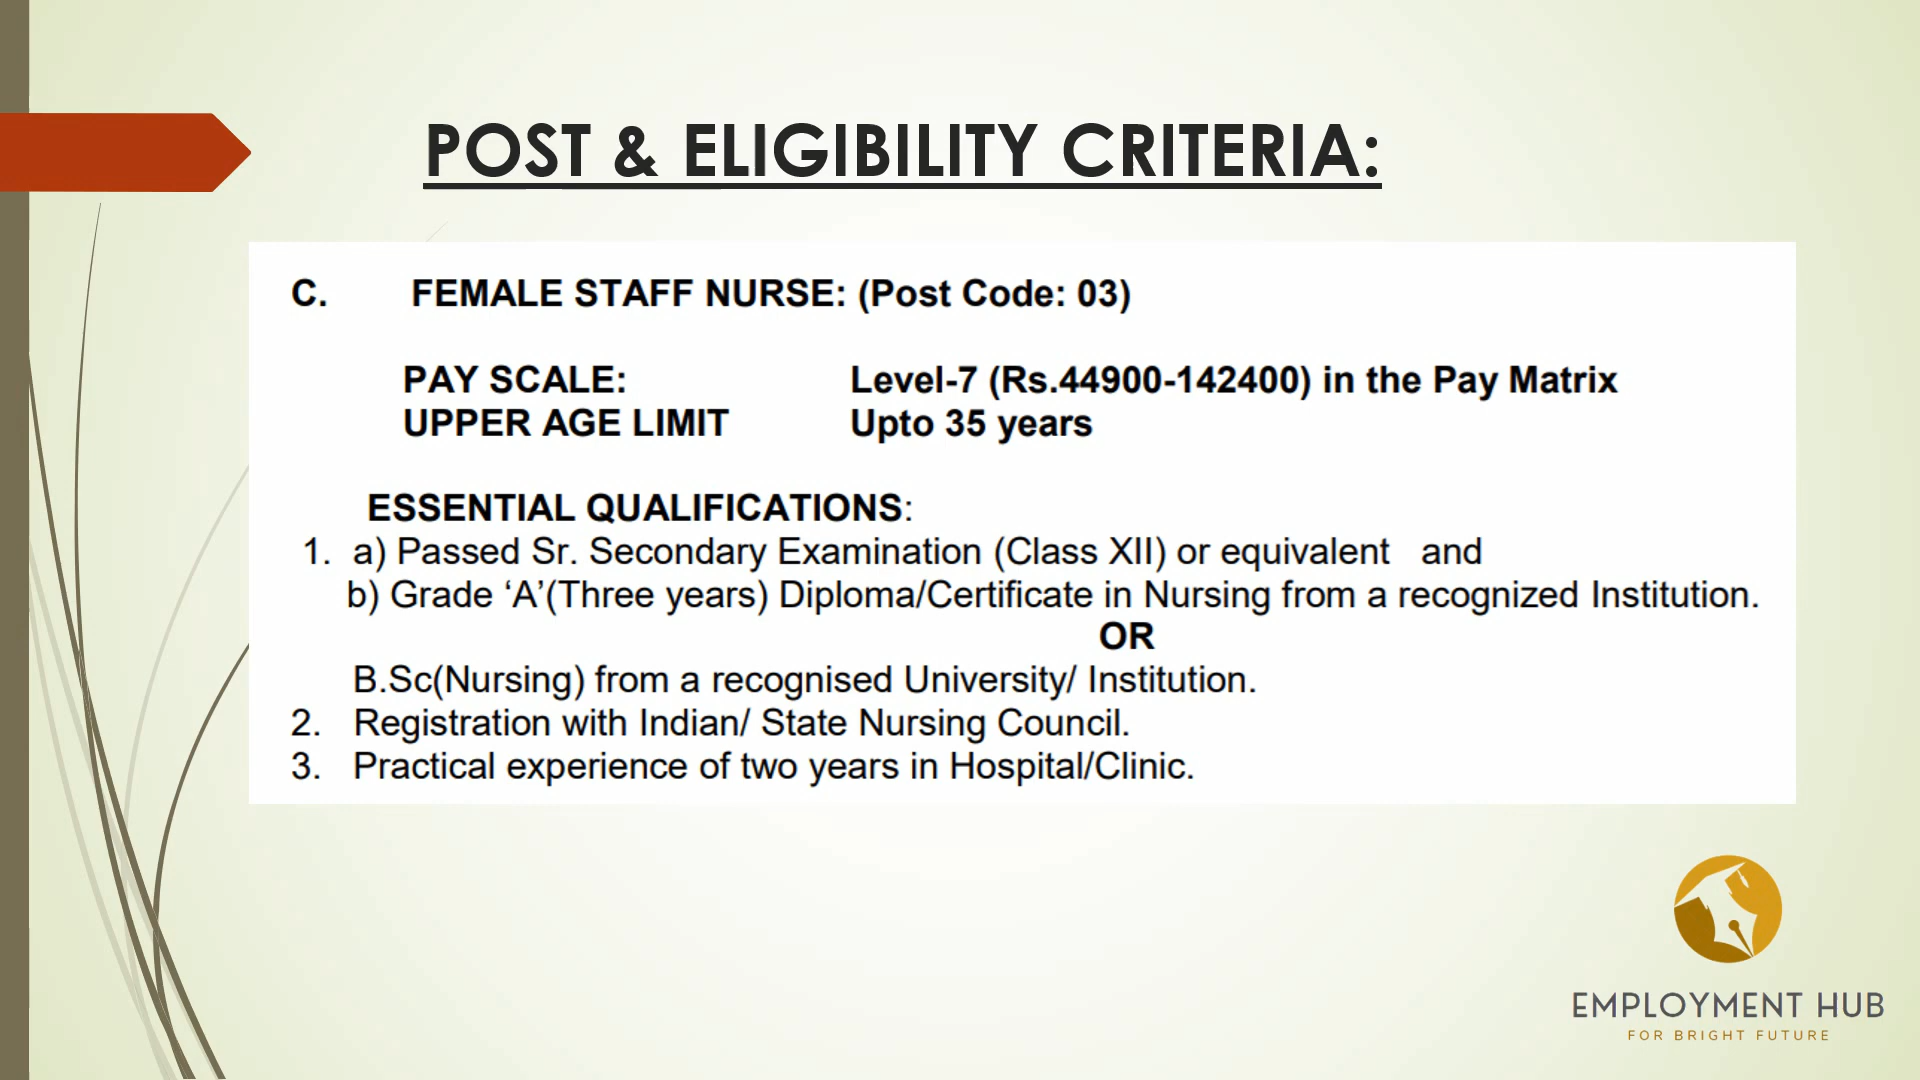 POST & ELIGIBILITY CRITERIA:
C. FEMALE STAFF NURSE: (Post Code: 03)
PAY SCALE: Level-7 (Rs.44900-142400) in the Pay Matrix
UPPER AGE LIMIT Upto 35 years
ESSENTIAL QUALIFICATIONS:
1. a) Passed Sr. Secondary Examination (Class XII) or equivalent and
b) Grade ‘A’(Three years) Diploma/Certificate in Nursing from a recognized Institution.
OR
B.Sc(Nursing) from a recognised University/ Institution.
2. Registration with Indian/ State Nursing Council.
3. Practical experience of two years in Hospital/Clinic.
EMPLOYMENT HUB
FOR BRIGHT FUTURE